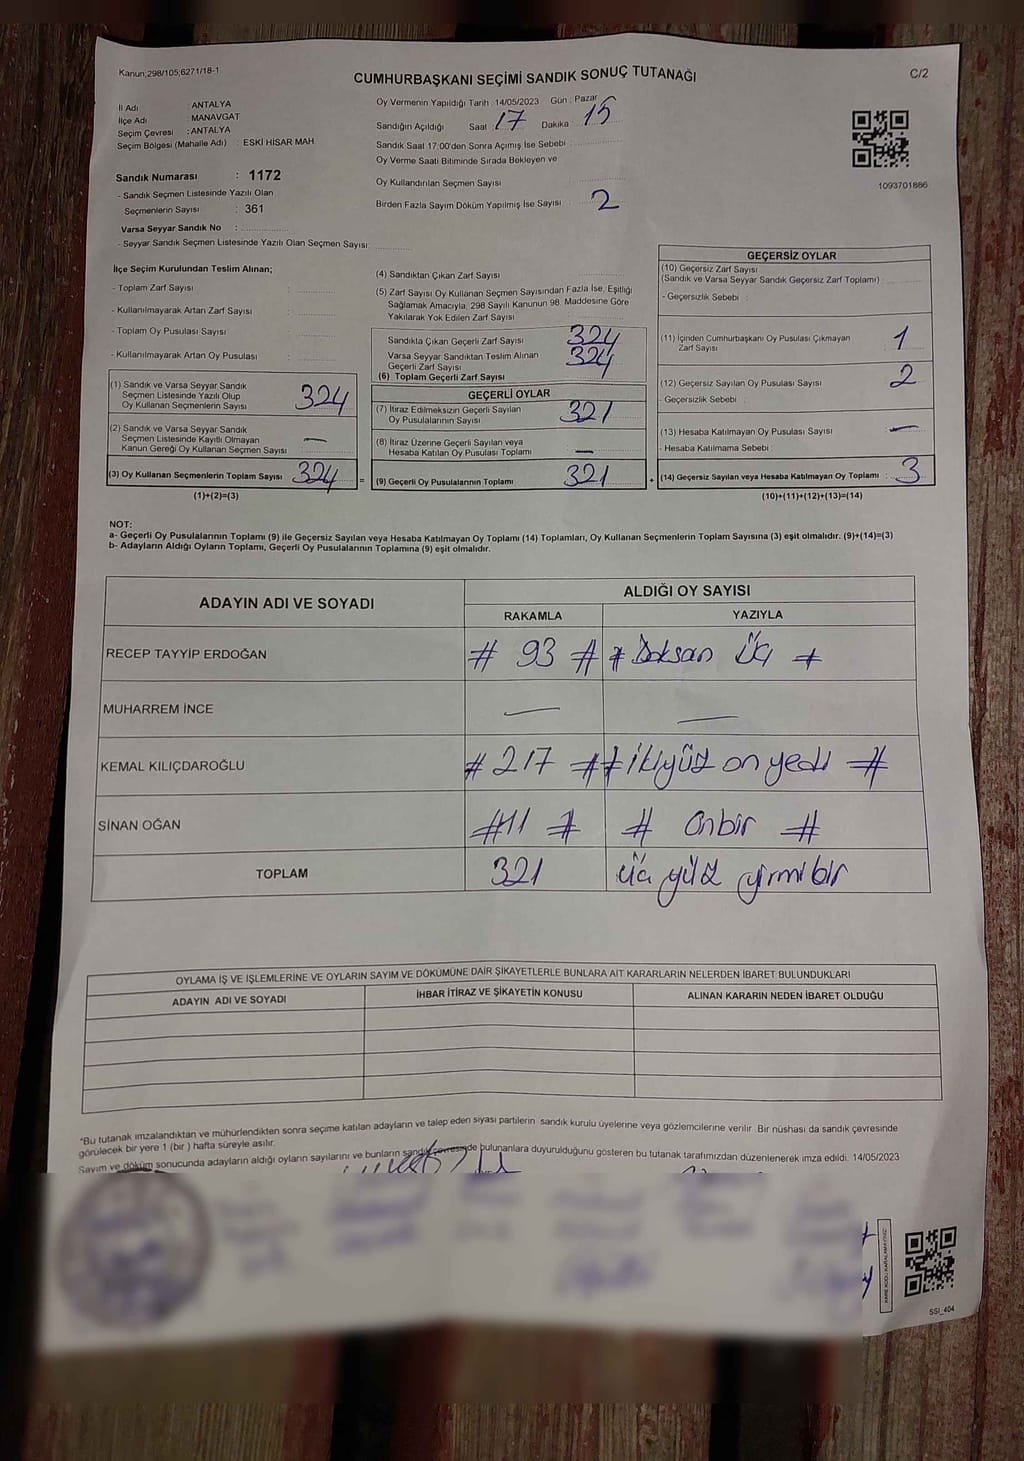 Kanun;298/105;6271/18-1
CUMHURBAŞKANI SEÇİMİ SANDIK SONUÇ TUTANAĞI
C/2
İl Adı : ANTALYA
İlçe Adı : MANAVGAT
Seçim Çevresi : ANTALYA
Seçim Bölgesi (Mahalle Adı) : ESKİ HİSAR MAH
Sandık Numarası : 1172
- Sandık Seçmen Listesinde Yazılı Olan
Seçmenlerin Sayısı : 361
Varsa Seyyar Sandık No :
- Seyyar Sandık Seçmen Listesinde Yazılı Olan Seçmen Sayısı:
Oy Vermenin Yapıldığı Tarih : 14/05/2023 Gün : Pazar
Sandığın Açıldığı Saat : 17 Dakika : 15
Sandık Saat 17:00'den Sonra Açımış İse Sebebi :
Oy Verme Saati Bitiminde Sırada Bekleyen ve
Oy Kullandırılan Seçmen Sayısı
Birden Fazla Sayım Döküm Yapılmış İse Sayısı : 2
1093701886
İlçe Seçim Kurulundan Teslim Alınan;
- Toplam Zarf Sayısı :
- Kullanılmayarak Artan Zarf Sayısı :
- Toplam Oy Pusulası Sayısı :
- Kullanılmayarak Artan Oy Pusulası :
(1) Sandık ve Varsa Seyyar Sandık
Seçmen Listesinde Yazılı Olup
Oy Kullanan Seçmenlerin Sayısı 324
(2) Sandık ve Varsa Seyyar Sandık
Seçmen Listesinde Kayıtlı Olmayan
Kanun Gereği Oy Kullanan Seçmen Sayısı —
(3) Oy Kullanan Seçmenlerin Toplam Sayısı 324 =
(1)+(2)=(3)
(4) Sandıktan Çıkan Zarf Sayısı
(5) Zarf Sayısı Oy Kullanan Seçmen Sayısından Fazla İse, Eşitliği
Sağlamak Amacıyla, 298 Sayılı Kanunun 98. Maddesine Göre
Yakılarak Yok Edilen Zarf Sayısı
Sandıkta Çıkan Geçerli Zarf Sayısı 324
Varsa Seyyar Sandıktan Teslim Alınan
Geçerli Zarf Sayısı 324
(6) Toplam Geçerli Zarf Sayısı
GEÇERLİ OYLAR
(7) İtiraz Edilmeksizin Geçerli Sayılan
Oy Pusulalarının Sayısı 321
(8) İtiraz Üzerine Geçerli Sayılan veya
Hesaba Katılan Oy Pusulası Toplamı —
(9) Geçerli Oy Pusulalarının Toplamı 321 +
GEÇERSİZ OYLAR
(10) Geçersiz Zarf Sayısı
(Sandık ve Varsa Seyyar Sandık Geçersiz Zarf Toplamı) :
- Geçersizlik Sebebi :
(11) İçinden Cumhurbaşkanı Oy Pusulası Çıkmayan
Zarf Sayısı 1
(12) Geçersiz Sayılan Oy Pusulası Sayısı 2
- Geçersizlik Sebebi :
(13) Hesaba Katılmayan Oy Pusulası Sayısı —
- Hesaba Katılmama Sebebi :
(14) Geçersiz Sayılan veya Hesaba Katılmayan Oy Toplamı : 3
(10)+(11)+(12)+(13)=(14)
NOT:
a- Geçerli Oy Pusulalarının Toplamı (9) ile Geçersiz Sayılan veya Hesaba Katılmayan Oy Toplamı (14) Toplamları, Oy Kullanan Seçmenlerin Toplam Sayısına (3) eşit olmalıdır. (9)+(14)=(3)
b- Adayların Aldığı Oyların Toplamı, Geçerli Oy Pusulalarının Toplamına (9) eşit olmalıdır.
ADAYIN ADI VE SOYADI
ALDIĞI OY SAYISI
RAKAMLA YAZIYLA
RECEP TAYYİP ERDOĞAN # 93 # # Doksan Üç #
MUHARREM İNCE — —
KEMAL KILIÇDAROĞLU # 217 # # ikiyüz on yedi #
SİNAN OĞAN # 11 # # Onbir #
TOPLAM 321 üç yüz yirmi bir
OYLAMA İŞ VE İŞLEMLERİNE VE OYLARIN SAYIM VE DÖKÜMÜNE DAİR ŞİKAYETLERLE BUNLARA AİT KARARLARIN NELERDEN İBARET BULUNDUKLARI
ADAYIN ADI VE SOYADI İHBAR İTİRAZ VE ŞİKAYETİN KONUSU ALINAN KARARIN NEDEN İBARET OLDUĞU
"Bu tutanak imzalandıktan ve mühürlendikten sonra seçime katılan adayların ve talep eden siyasi partilerin sandık kurulu üyelerine veya gözlemcilerine verilir. Bir nüshası da sandık çevresinde
görülecek bir yere 1 (bir ) hafta süreyle asılır.
Sayım ve döküm sonucunda adayların aldığı oyların sayılarını ve bunların sandık çevresinde bulunanlara duyurulduğunu gösteren bu tutanak tarafımızdan düzenlenerek imza edildi. 14/05/2023
SSİ_404